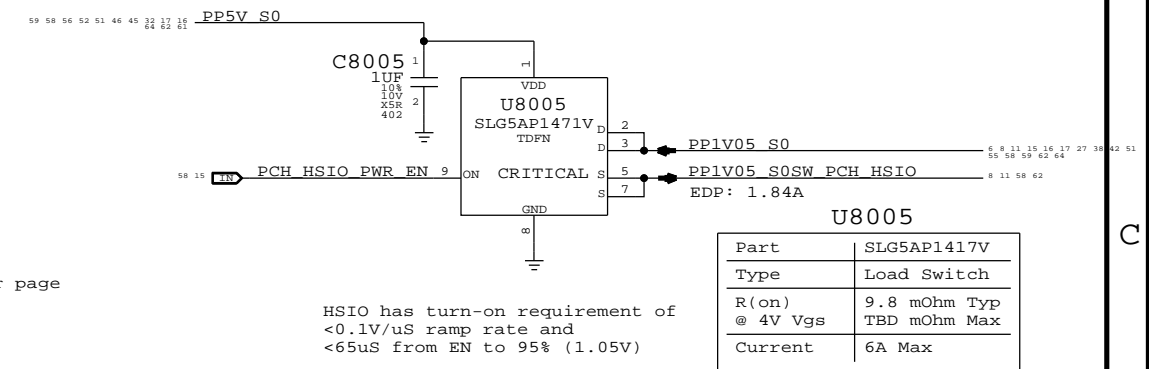 59 58 56 52 51 46 45 32 17 16 PP5V_S0
64 62 61
C8005 1
1UF
10%
10V
X5R 2
402
1
VDD
U8005
SLG5AP1471V D 2
TDFN
D 3 PP1V05_S0 6 8 11 15 16 17 27 38 42 51
55 58 59 62 64
58 15 IN PCH_HSIO_PWR_EN 9 ON CRITICAL S 5 PP1V05_S0SW_PCH_HSIO 8 11 58 62
S 7 EDP: 1.84A
GND
8
U8005
Part SLG5AP1417V
Type Load Switch
R(on) 9.8 mOhm Typ
@ 4V Vgs TBD mOhm Max
Current 6A Max
C
r page
HSIO has turn-on requirement of
<0.1V/uS ramp rate and
<65uS from EN to 95% (1.05V)